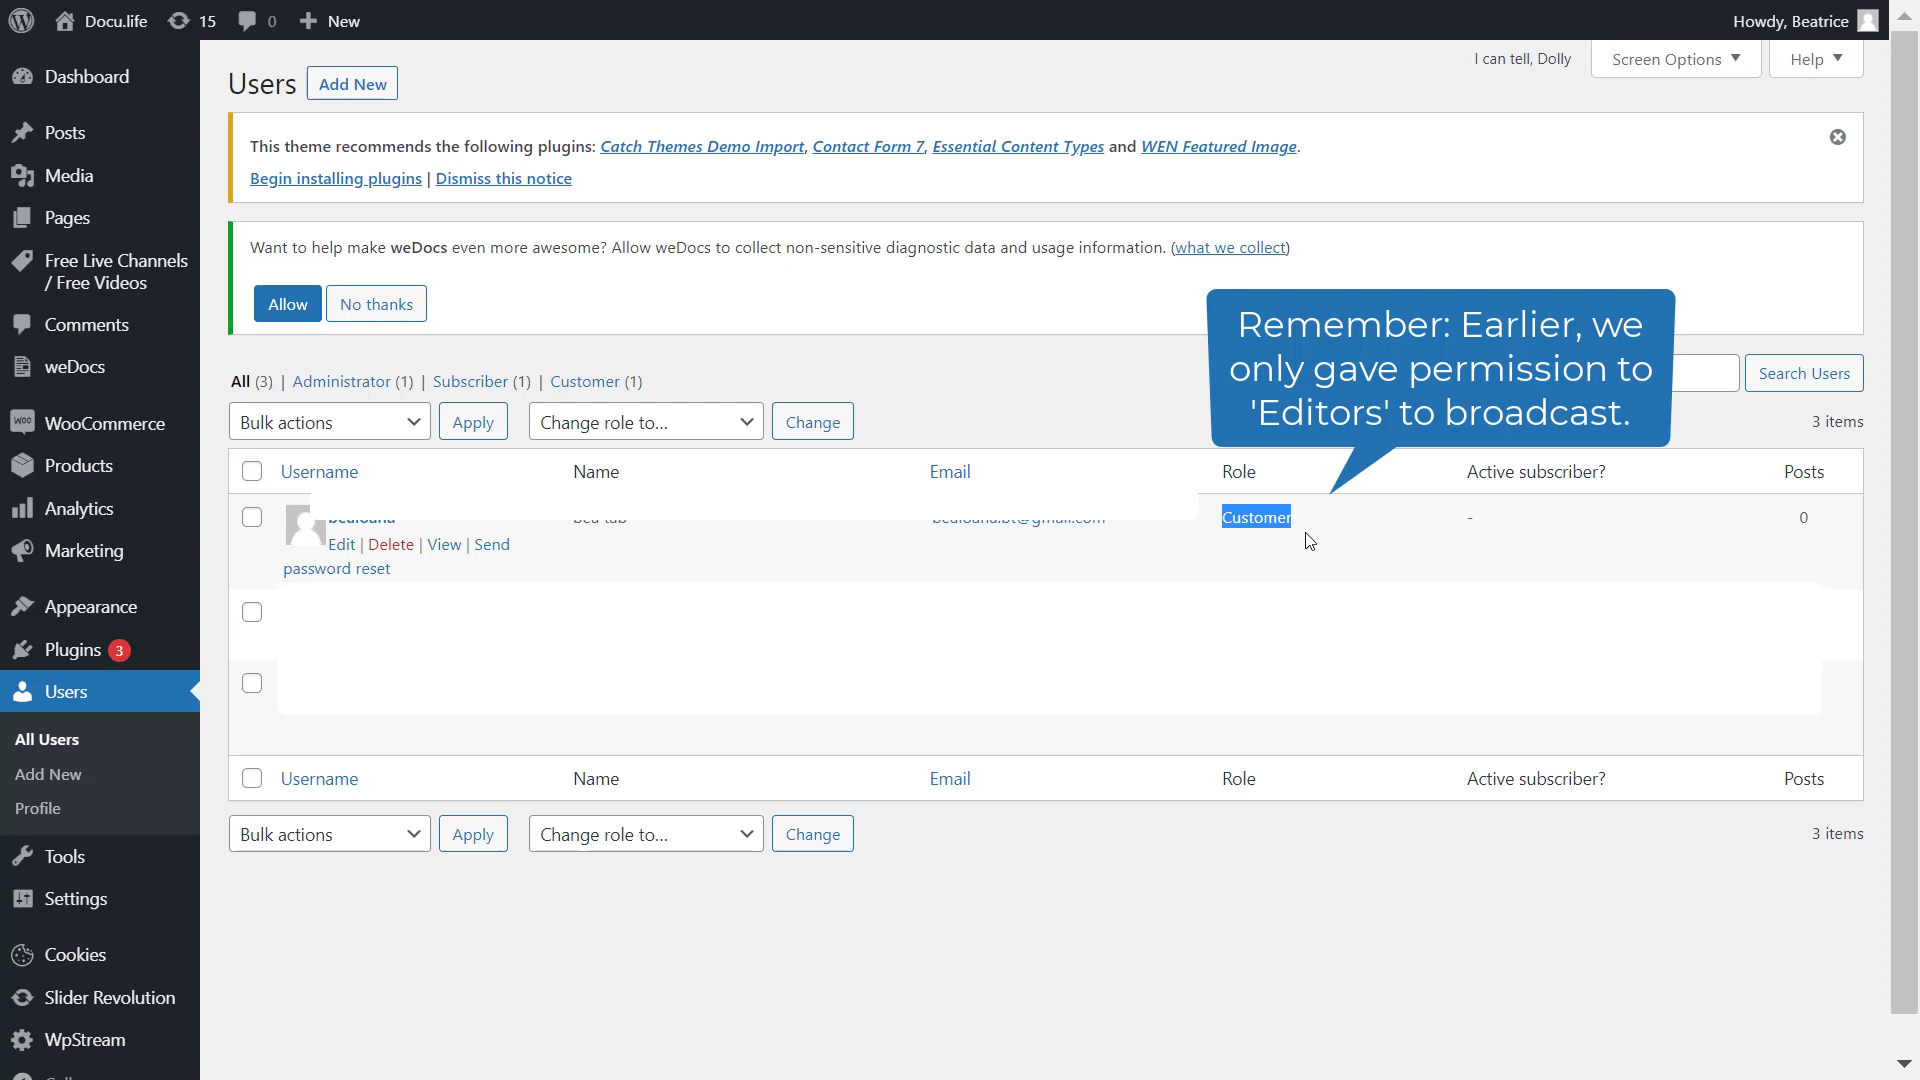 Docu.life
15
0
New
Howdy, Beatrice
I can tell, Dolly
Screen Options
Help
Dashboard
Posts
Media
Pages
Free Live Channels
/ Free Videos
Comments
weDocs
WooCommerce
Products
Analytics
Marketing
Appearance
Plugins 3
Users
All Users
Add New
Profile
Tools
Settings
Cookies
Slider Revolution
WpStream
Users
Add New
This theme recommends the following plugins: Catch Themes Demo Import, Contact Form 7, Essential Content Types and WEN Featured Image.
Begin installing plugins | Dismiss this notice
Want to help make weDocs even more awesome? Allow weDocs to collect non-sensitive diagnostic data and usage information. (what we collect)
Allow
No thanks
Remember: Earlier, we
only gave permission to
'Editors' to broadcast.
All (3) | Administrator (1) | Subscriber (1) | Customer (1)
Search Users
Bulk actions
Apply
Change role to...
Change
3 items
Username
Name
Email
Role
Active subscriber?
Posts
Customer
-
0
Edit | Delete | View | Send
password reset
Username
Name
Email
Role
Active subscriber?
Posts
Bulk actions
Apply
Change role to...
Change
3 items